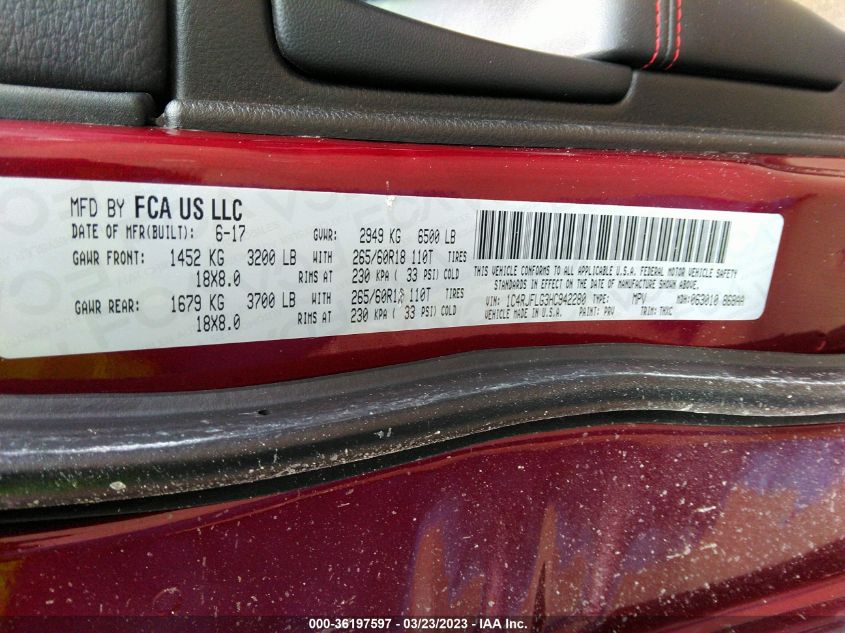 MFD BY FCA US LLC
DATE OF MFR(BUILT): 6-17 GVWR: 2949 KG 6500 LB
GAWR FRONT: 1452 KG 3200 LB WITH 265/60R18 110T TIRES
18X8.0 RIMS AT 230 KPA ( 33 PSI) COLD
GAWR REAR: 1679 KG 3700 LB WITH 265/60R18 110T TIRES
18X8.0 RIMS AT 230 KPA ( 33 PSI) COLD
THIS VEHICLE CONFORMS TO ALL APPLICABLE U.S.A. FEDERAL MOTOR VEHICLE SAFETY
STANDARDS IN EFFECT ON THE DATE OF MANUFACTURE SHOWN ABOVE.
VIN: 1C4RJFLG3HC942280 TYPE: MPV MDH: 063010 868AA
VEHICLE MADE IN U.S.A. PAINT: PRV TRIM: THXC
000-36197597 - 03/23/2023 - IAA Inc.